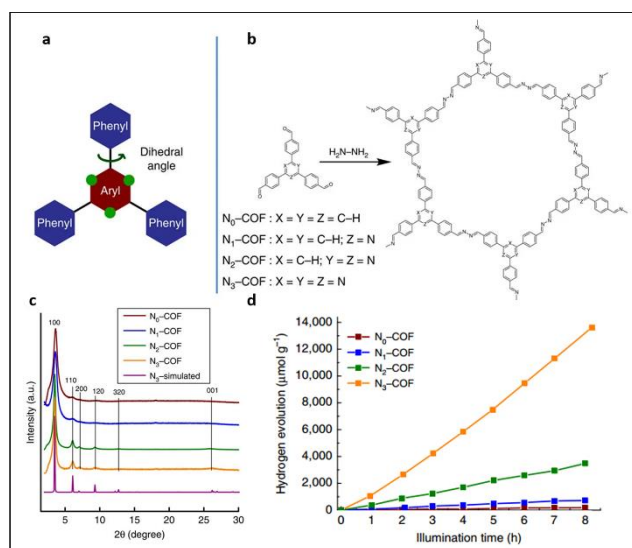 a
Phenyl
Dihedral
angle
Aryl
Phenyl
Phenyl
b
H₂N–NH₂
N₀–COF : X = Y = Z = C–H
N₁–COF : X = Y = C–H; Z = N
N₂–COF : X = C–H; Y = Z = N
N₃–COF : X = Y = Z = N
c
N₀–COF
N₁–COF
N₂–COF
N₃–COF
N₃–simulated
100
110
200
120
320
001
Intensity (a.u.)
5
10
15
20
25
30
2θ (degree)
d
N₀–COF
N₁–COF
N₂–COF
N₃–COF
14,000
12,000
10,000
8,000
6,000
4,000
2,000
0
Hydrogen evolution (µmol g⁻¹)
0 1 2 3 4 5 6 7 8
Illumination time (h)